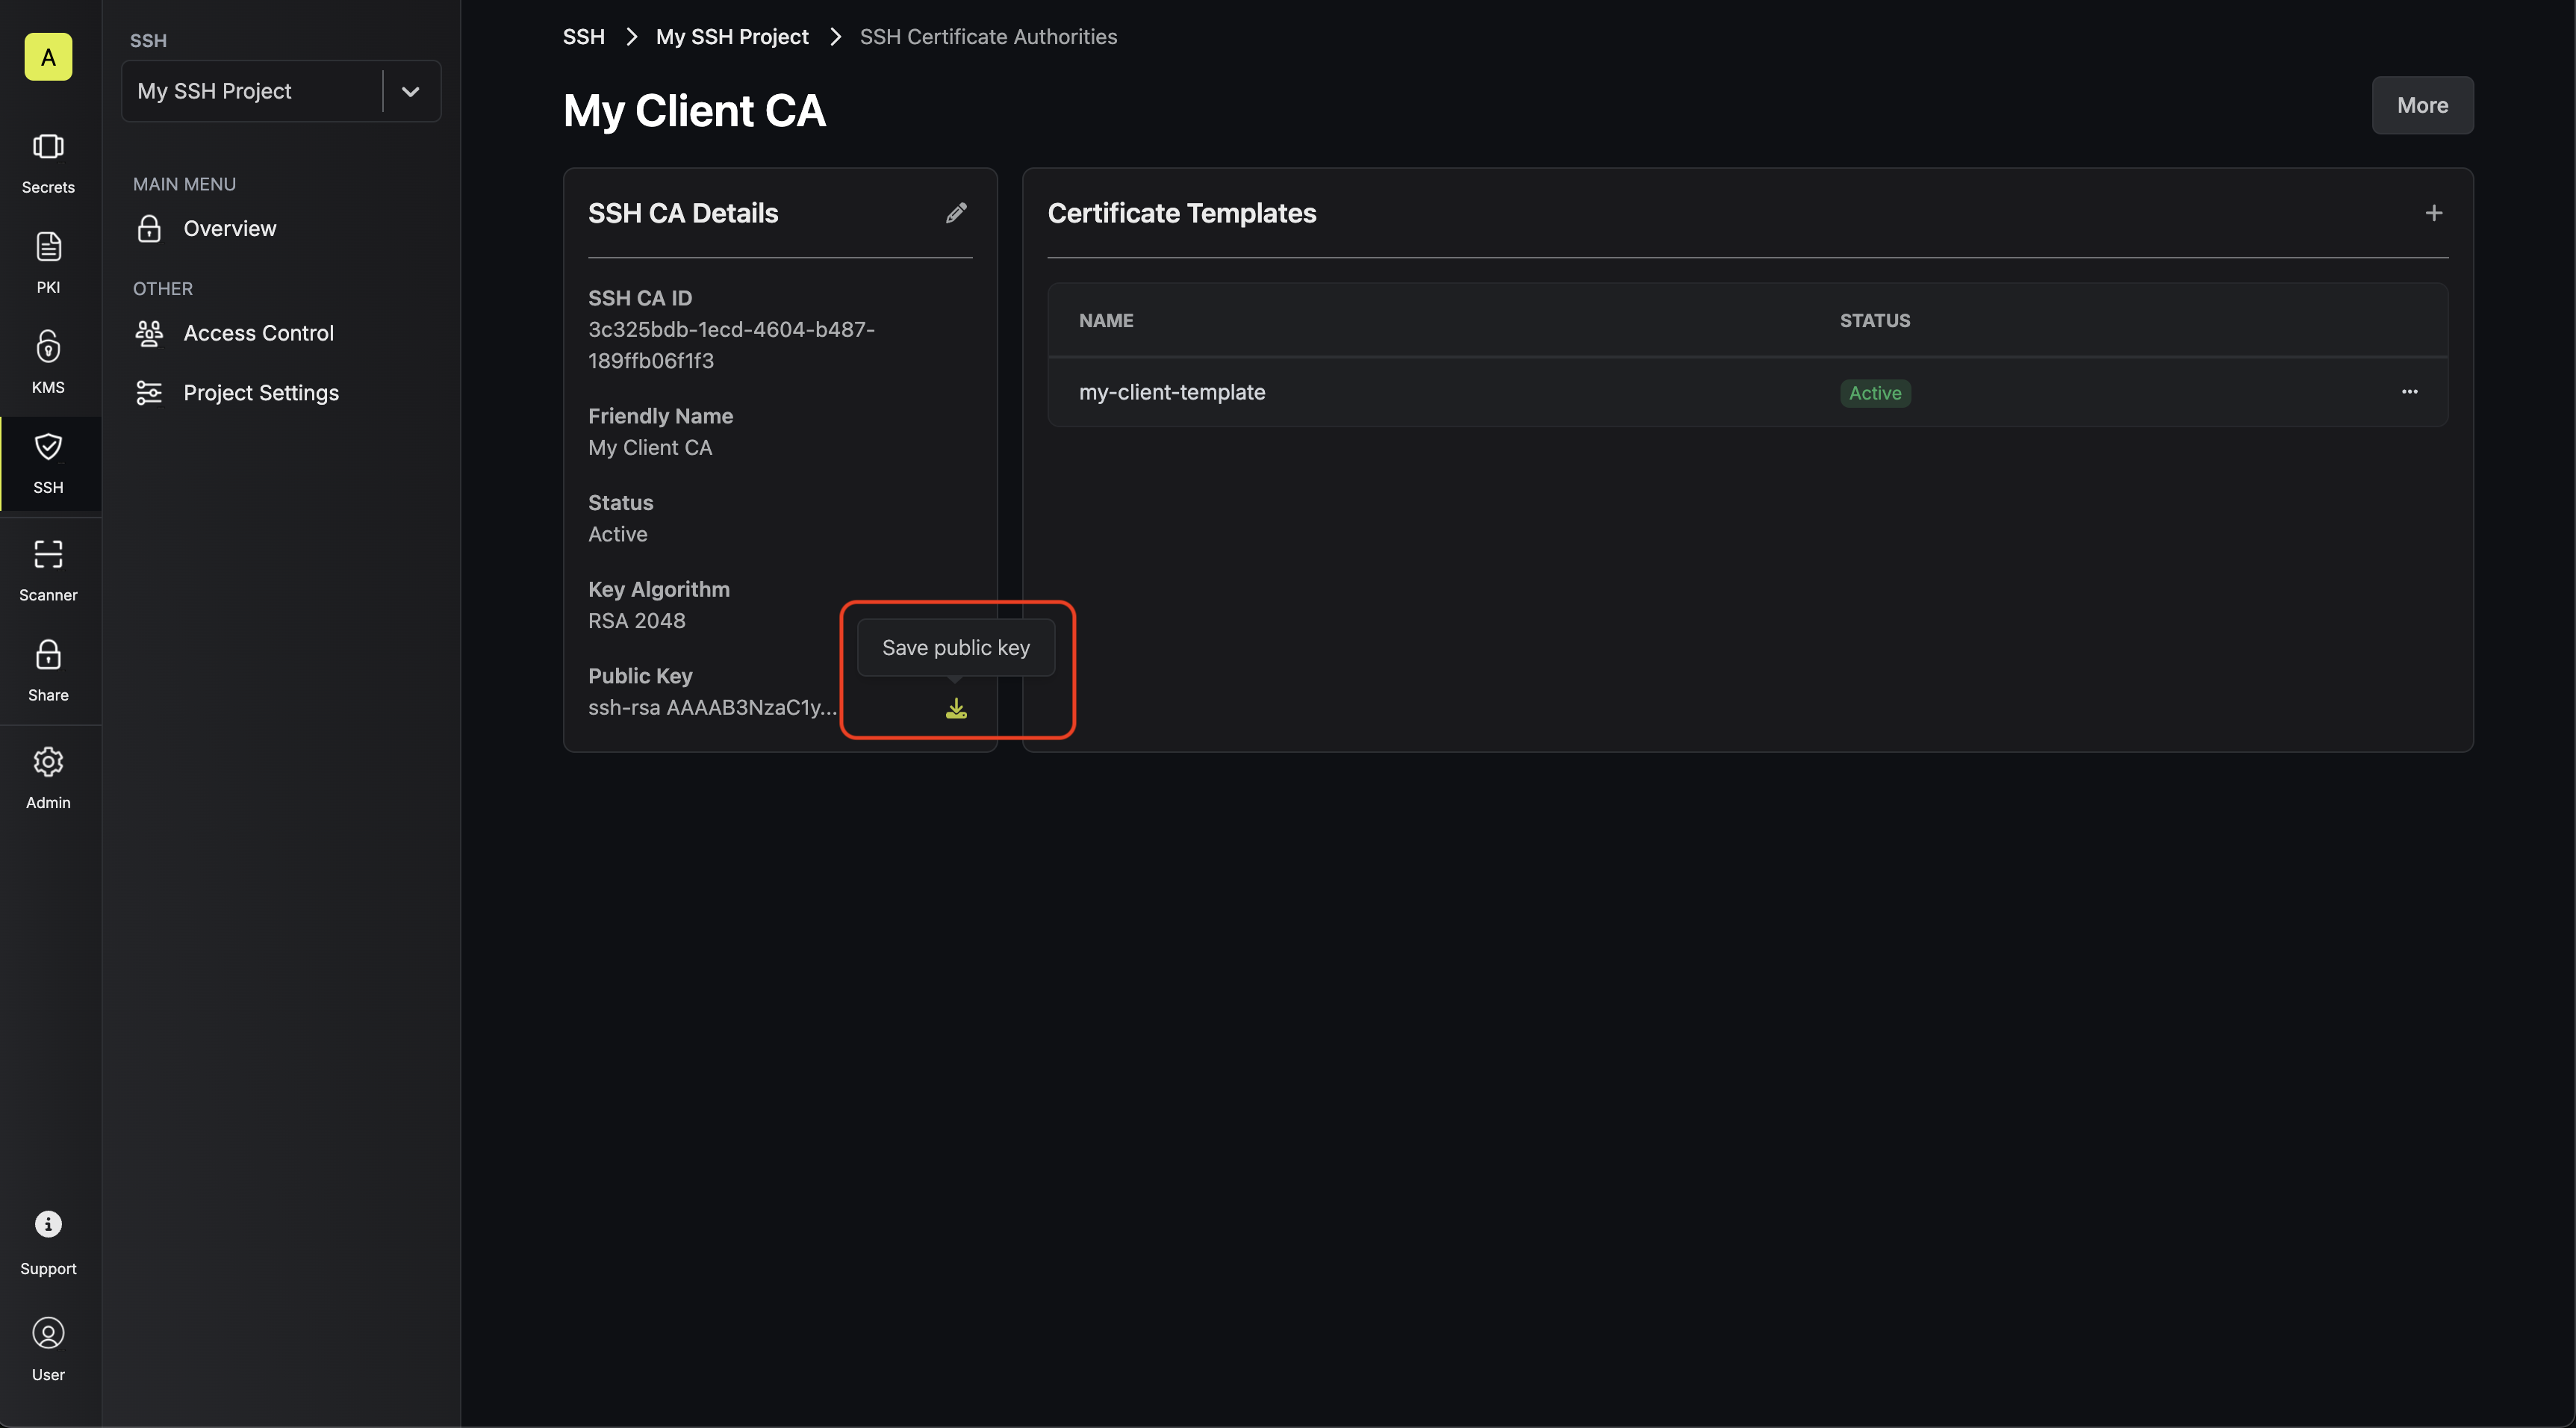 A
Secrets
PKI
KMS
SSH
Scanner
Share
Admin
Support
User
SSH
My SSH Project
MAIN MENU
Overview
OTHER
Access Control
Project Settings
SSH > My SSH Project > SSH Certificate Authorities
My Client CA
More
SSH CA Details
SSH CA ID
3c325bdb-1ecd-4604-b487-
189ffb06f1f3
Friendly Name
My Client CA
Status
Active
Key Algorithm
RSA 2048
Public Key
ssh-rsa AAAAB3NzaC1y...
Save public key
Certificate Templates
NAME STATUS
my-client-template Active